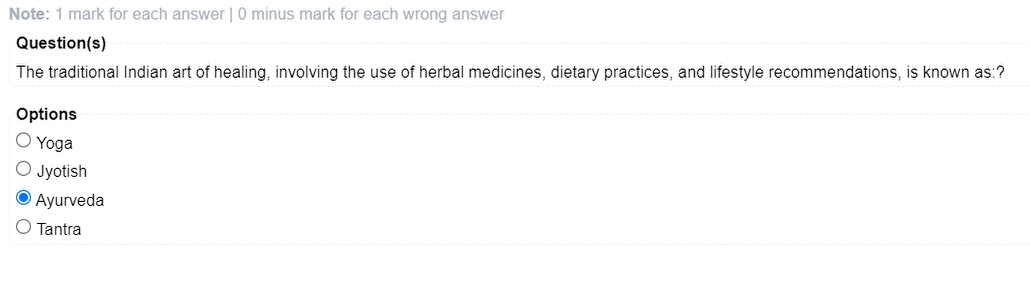 Note: 1 mark for each answer | 0 minus mark for each wrong answer
Question(s)
The traditional Indian art of healing, involving the use of herbal medicines, dietary practices, and lifestyle recommendations, is known as:?
Options
Yoga
Jyotish
Ayurveda
Tantra